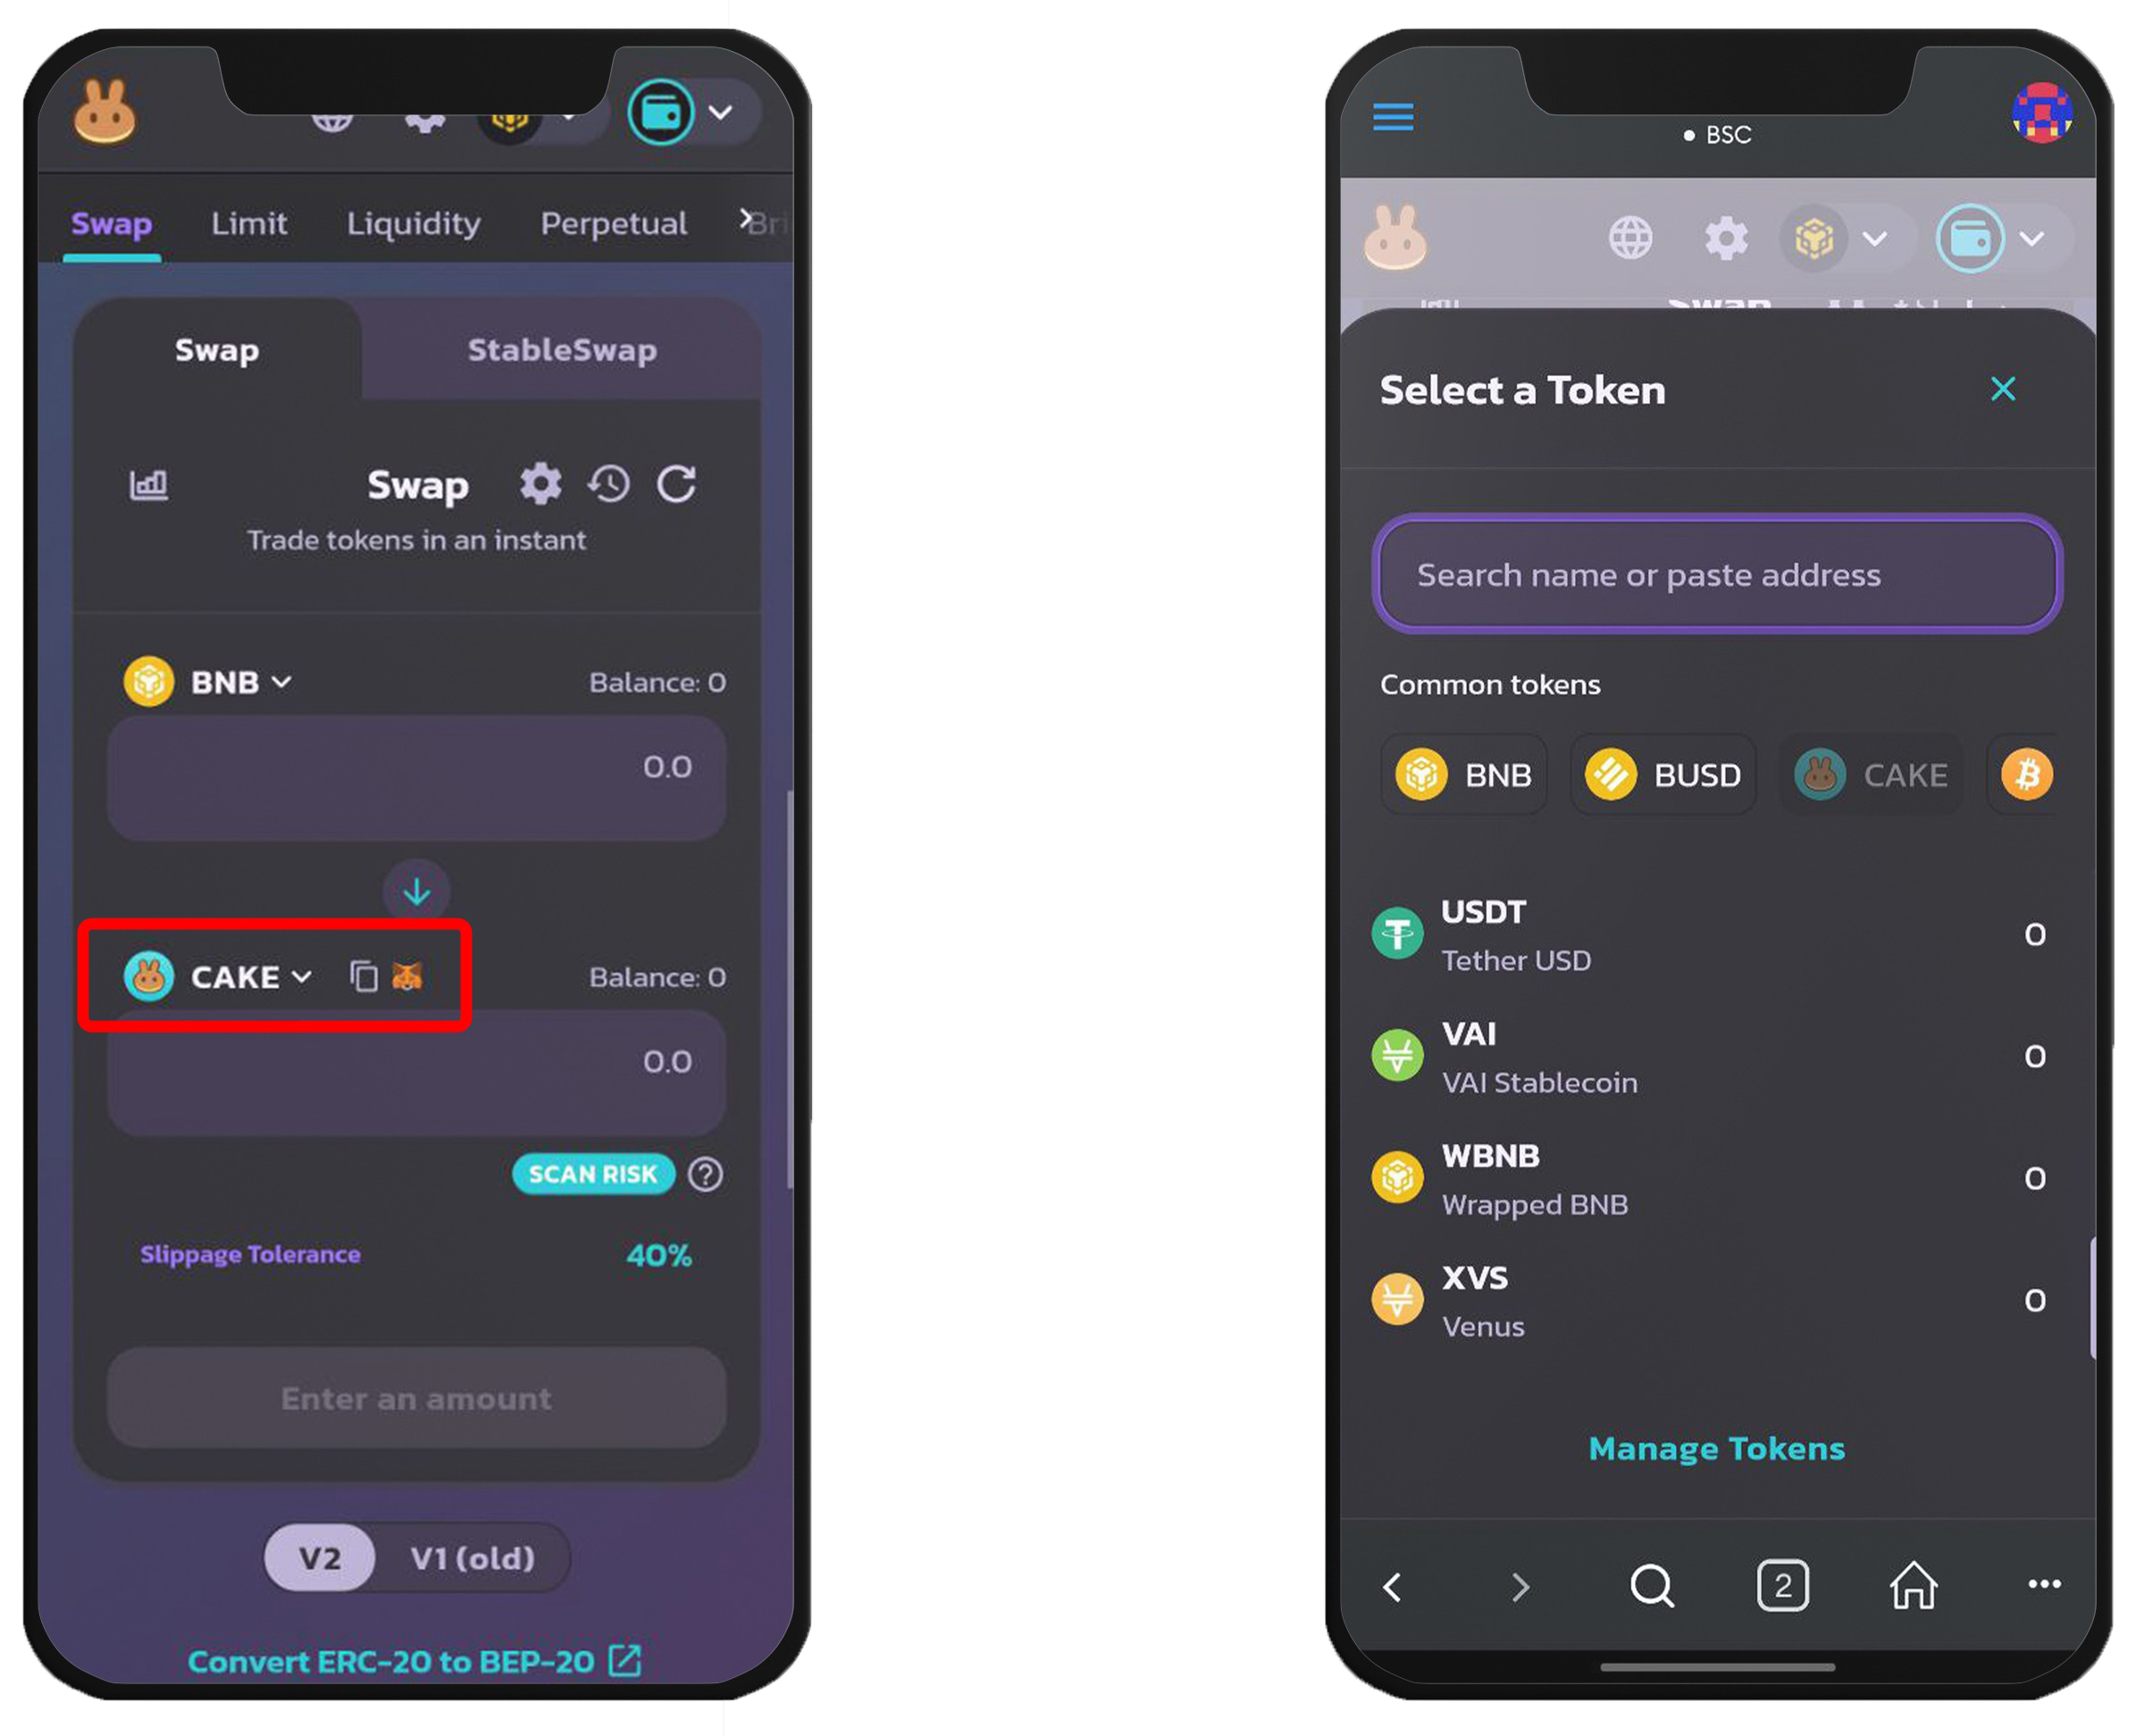 Swap Limit Liquidity Perpetual Bri
Swap StableSwap
Swap
Trade tokens in an instant
BNB Balance: 0
0.0
CAKE Balance: 0
0.0
SCAN RISK ?
Slippage Tolerance 40%
Enter an amount
V2 V1 (old)
Convert ERC-20 to BEP-20
BSC
Swap
Select a Token
Search name or paste address
Common tokens
BNB BUSD CAKE
USDT
Tether USD
0
VAI
VAI Stablecoin
0
WBNB
Wrapped BNB
0
XVS
Venus
0
Manage Tokens
2